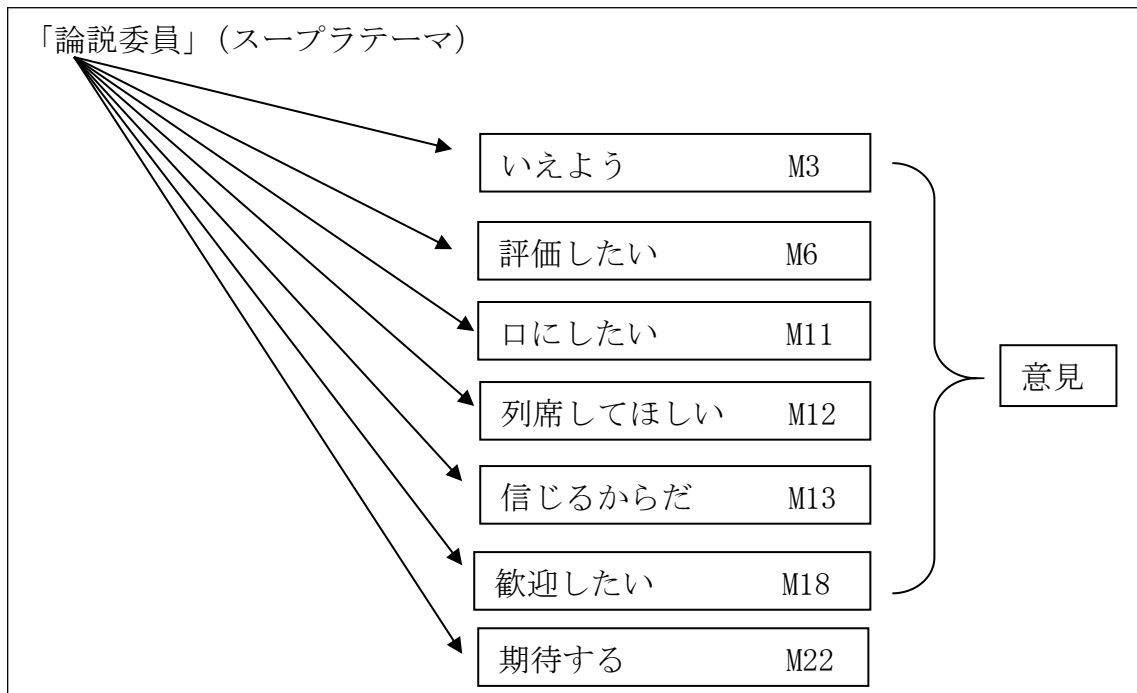 「論説委員」(スープラテーマ)
いえよう M3
評価したい M6
口にしたい M11
列席してほしい M12
信じるからだ M13
歓迎したい M18
期待する M22
意見